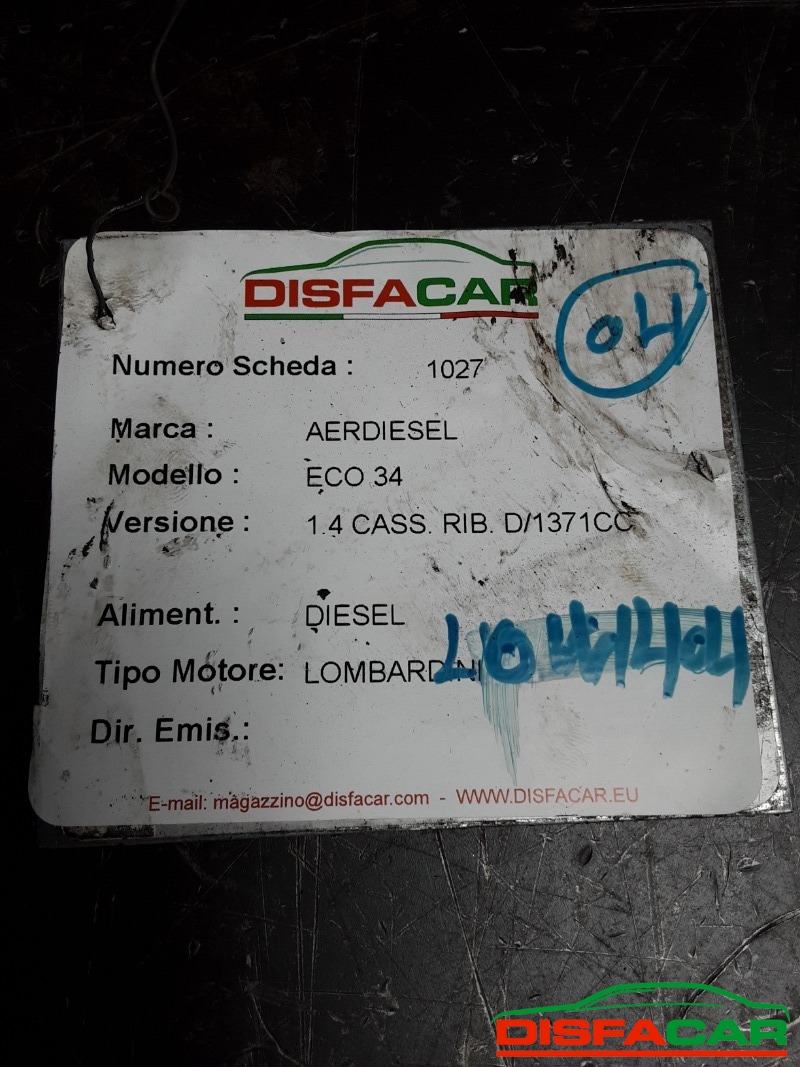 DISFACAR
04
Numero Scheda : 1027
Marca : AERDIESEL
Modello : ECO 34
Versione : 1.4 CASS. RIB. D/1371CC
Aliment. : DIESEL
Tipo Motore: LOMBARDINI
Dir. Emis.:
E-mail: magazzino@disfacar.com - WWW.DISFACAR.EU
DISFACAR